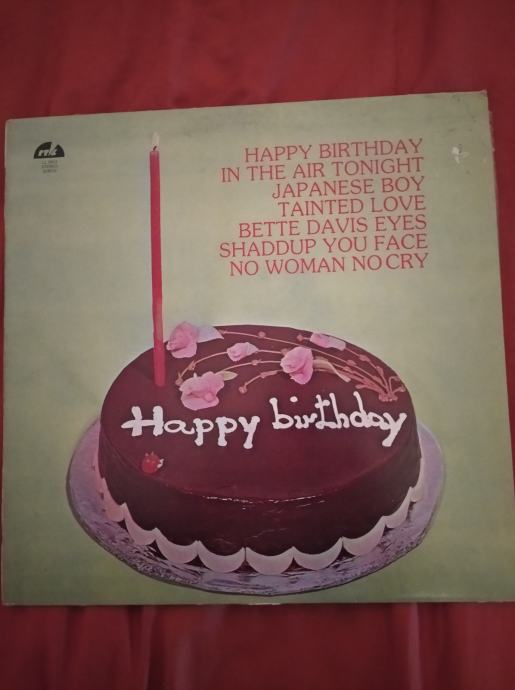 HAPPY BIRTHDAY
IN THE AIR TONIGHT
JAPANESE BOY
TAINTED LOVE
BETTE DAVIS EYES
SHADDUP YOU FACE
NO WOMAN NO CRY
Happy birthday